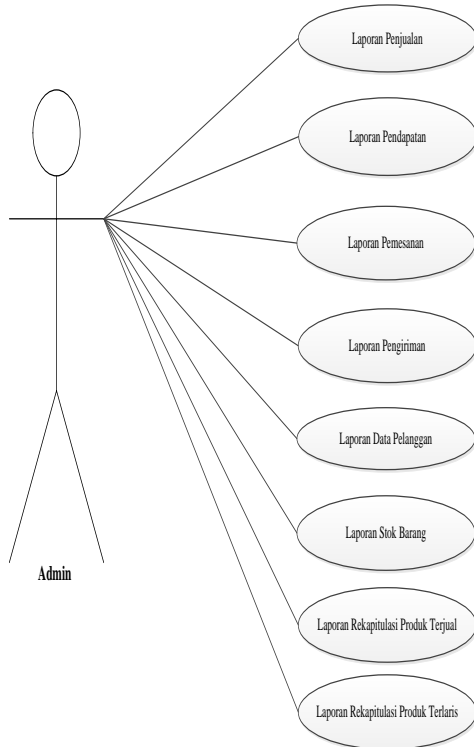 Laporan Penjualan
Laporan Pendapatan
Laporan Pemesanan
Laporan Pengiriman
Laporan Data Pelanggan
Laporan Stok Barang
Admin
Laporan Rekapitulasi Produk Terjual
Laporan Rekapitulasi Produk Terlaris